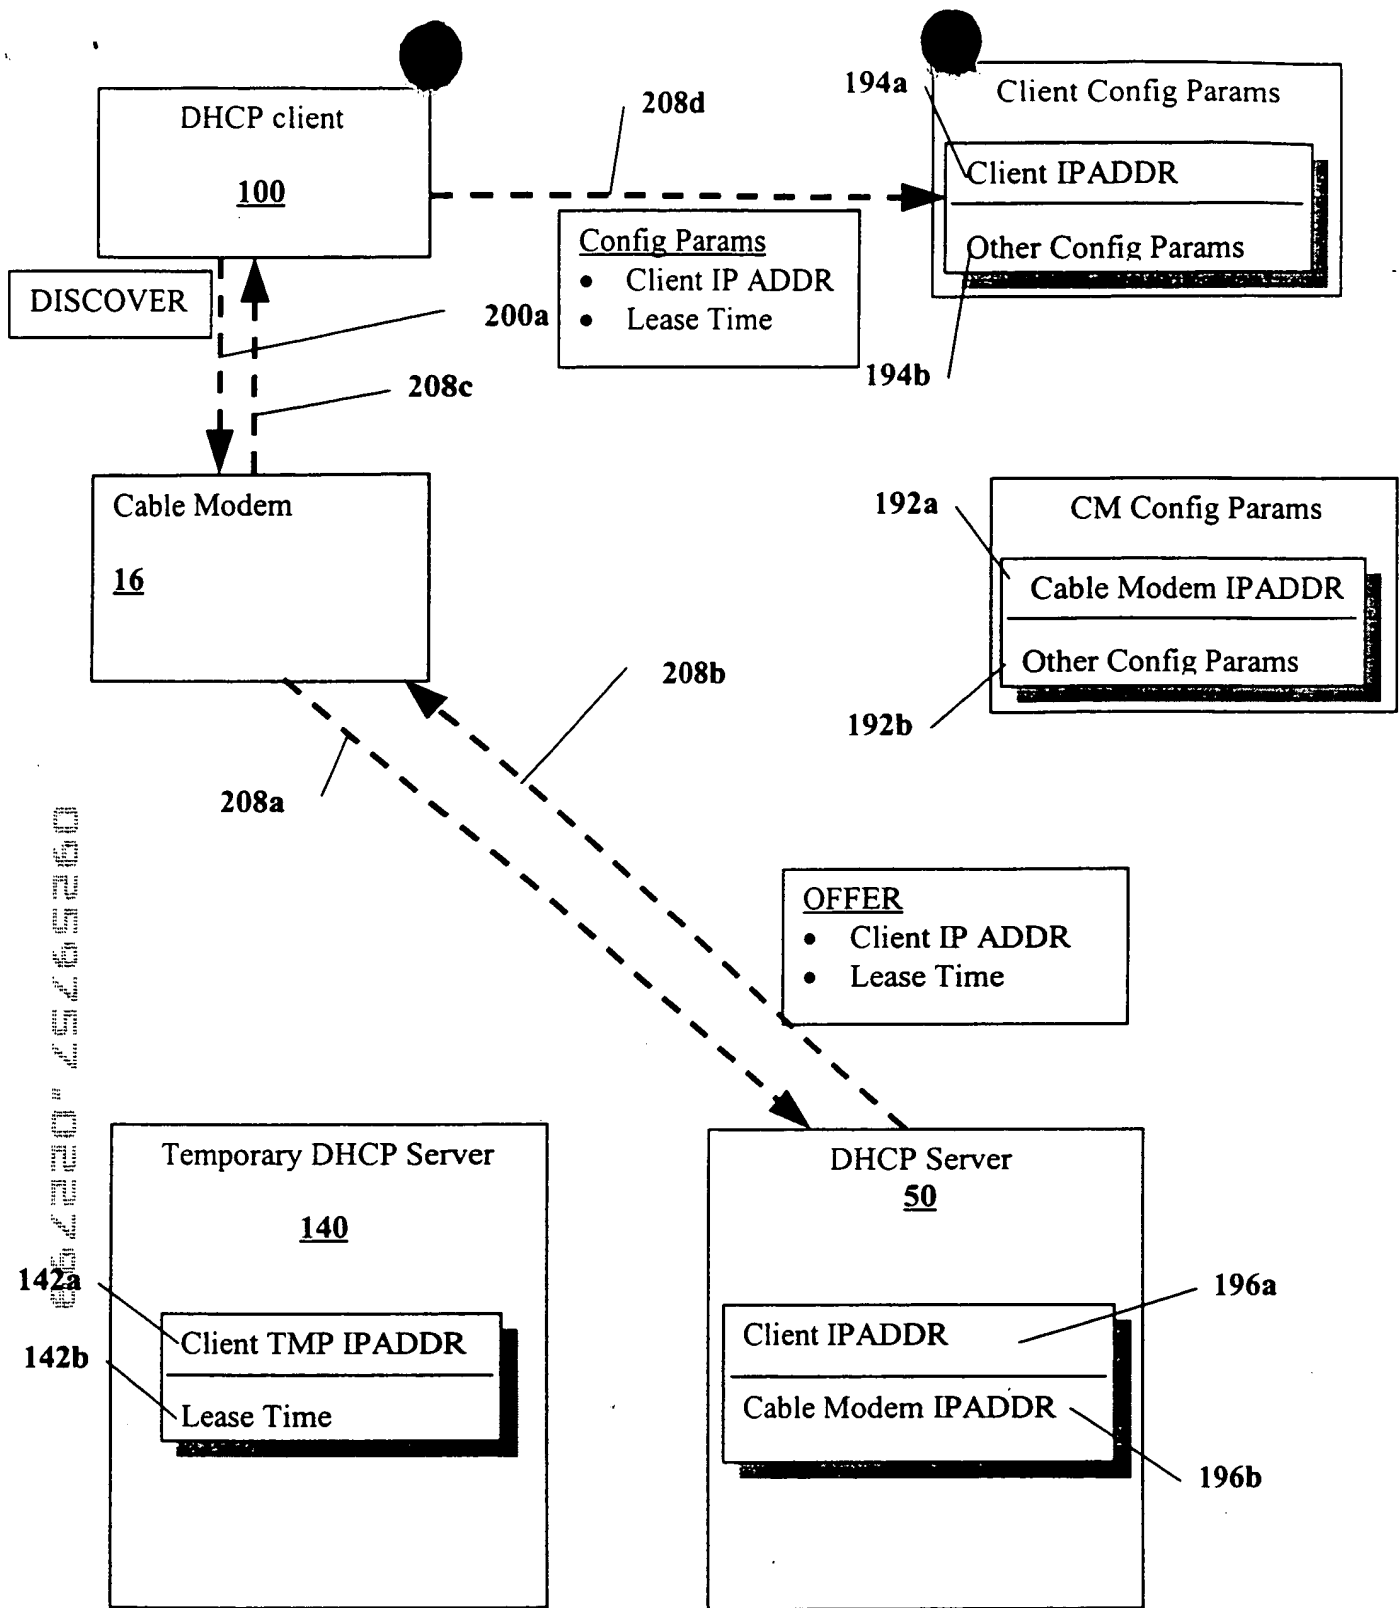 DHCP client
100
208d
194a
Client Config Params
Client IPADDR
Other Config Params
194b
Config Params
• Client IP ADDR
• Lease Time
DISCOVER
200a
208c
Cable Modem
16
192a
CM Config Params
Cable Modem IPADDR
Other Config Params
192b
208b
208a
OFFER
• Client IP ADDR
• Lease Time
Temporary DHCP Server
140
142a
Client TMP IPADDR
142b
Lease Time
DHCP Server
50
196a
Client IPADDR
Cable Modem IPADDR
196b